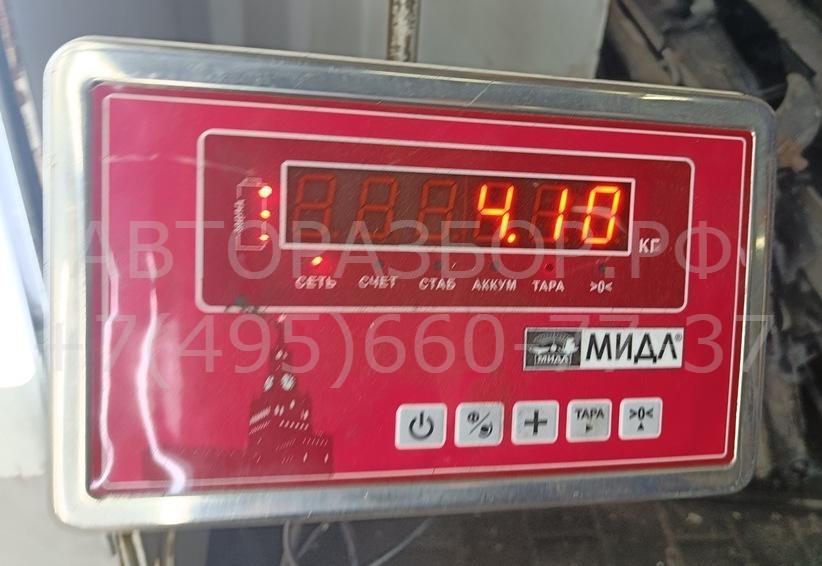 4.10
КГ
ЗАРЯД
СЕТЬ СЧЕТ СТАБ АККУМ ТАРА >0<
АВТОРАЗБОР.РФ
+7(495)660-77-37
МИДЛ МИДЛ®
ТАРА >0<